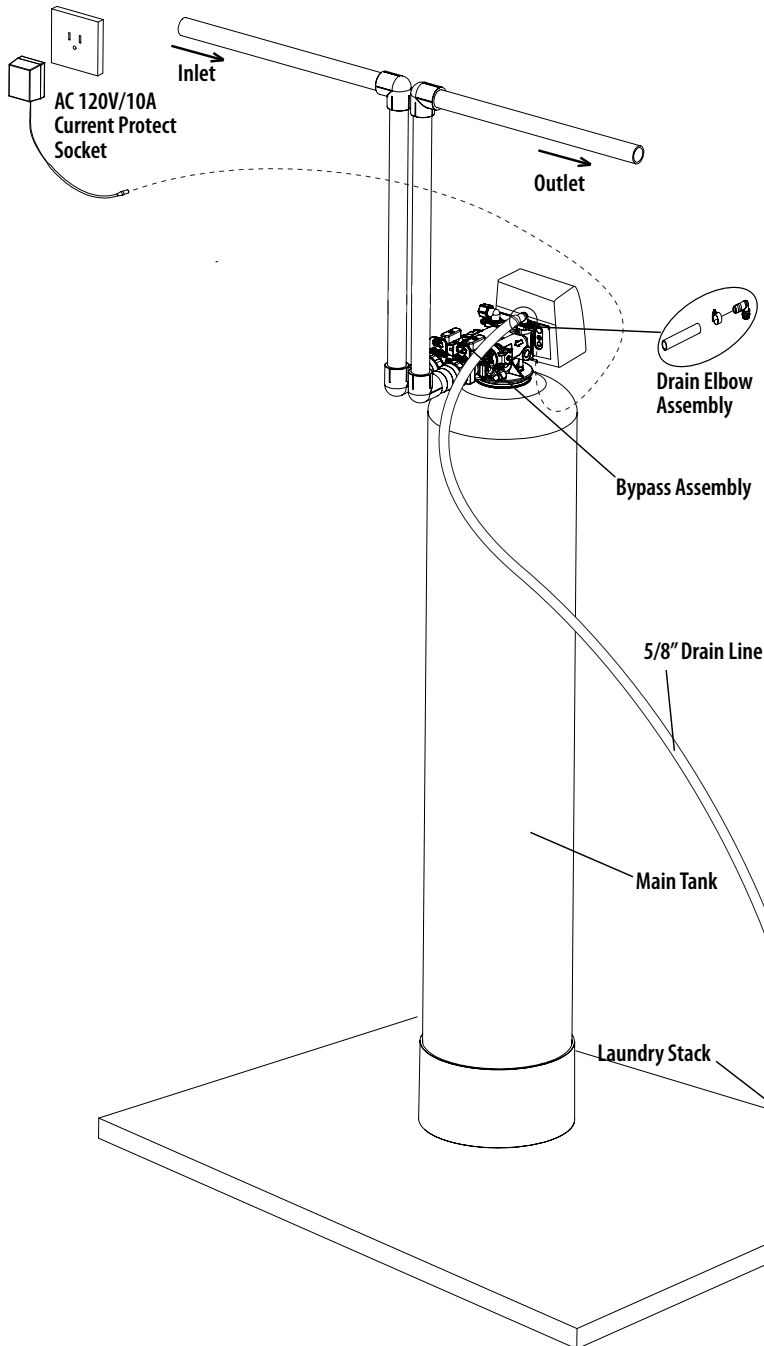 Inlet
AC 120V/10A
Current Protect
Socket
Outlet
Drain Elbow
Assembly
Bypass Assembly
5/8” Drain Line
Main Tank
Laundry Stack